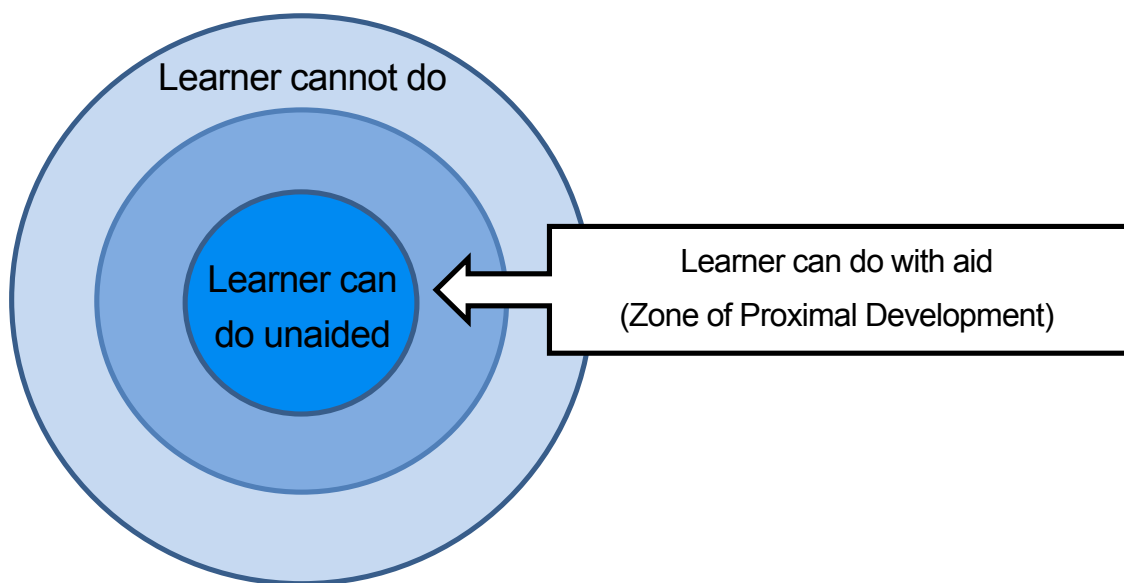 Learner cannot do
Learner can
do unaided
Learner can do with aid
(Zone of Proximal Development)